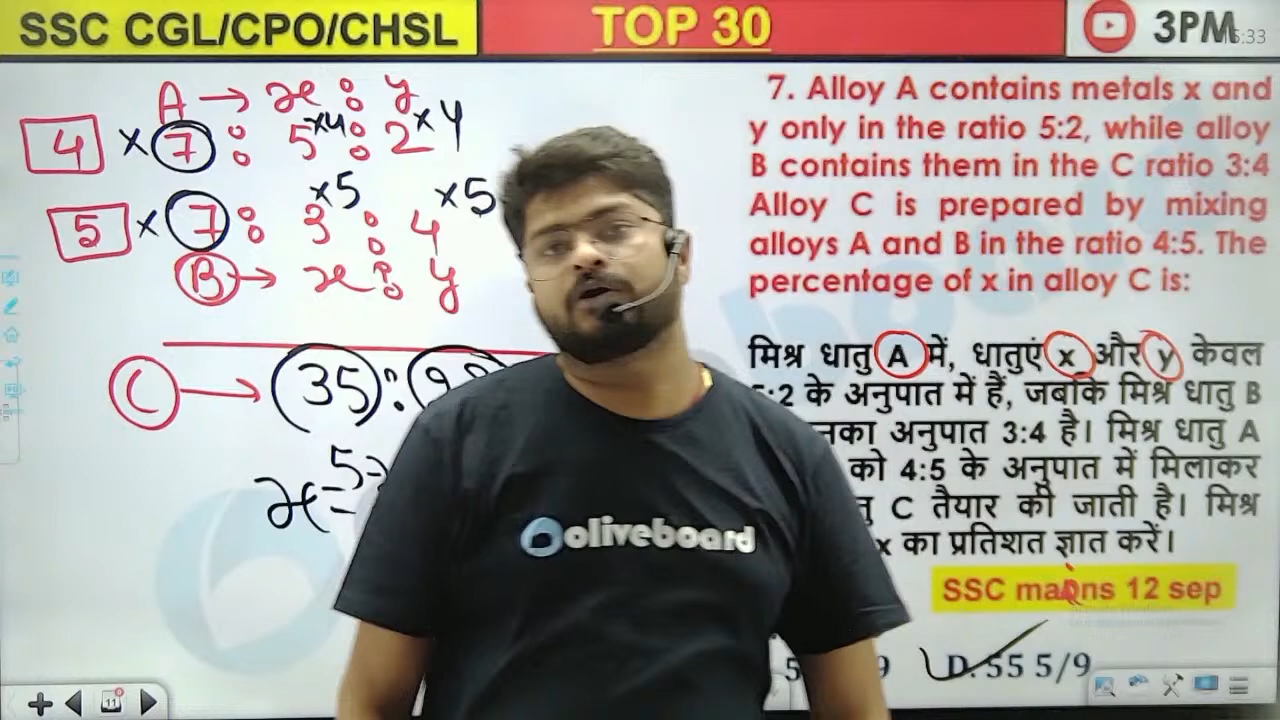 SSC CGL/CPO/CHSL
TOP 30
3PM
:33
7. Alloy A contains metals x and
y only in the ratio 5:2, while alloy
B contains them in the C ratio 3:4
Alloy C is prepared by mixing
alloys A and B in the ratio 4:5. The
percentage of x in alloy C is:
A → x : y
4 × 7 : 5 ×4 : 2 ×4
5 × 7 : 3 ×5 : 4 ×5
B → x : y
C → 35 :
x = 5
मिश्र धातु A में, धातुएं x और y केवल
:2 के अनुपात में हैं, जबकि मिश्र धातु B
अनुपात 3:4 है। मिश्र धातु A
को 4:5 के अनुपात में मिलाकर
C तैयार की जाती है। मिश्र
x का प्रतिशत ज्ञात करें।
SSC mains 12 sep
D. 55 5/9
oliveboard
11